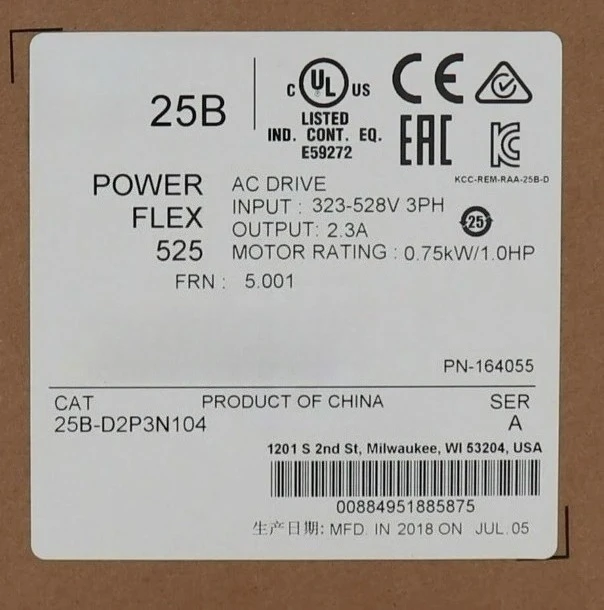 25B
C UL US
LISTED
IND. CONT. EQ.
E59272
CE
EAC
KCC-REM-RAA-25B-D
POWER
FLEX
525
AC DRIVE
INPUT : 323-528V 3PH
OUTPUT: 2.3A
MOTOR RATING : 0.75kW/1.0HP
25
FRN : 5.001
PN-164055
CAT PRODUCT OF CHINA SER
25B-D2P3N104 A
1201 S 2nd St, Milwaukee, WI 53204, USA
00884951885875
生产日期: MFD. IN 2018 ON JUL. 05